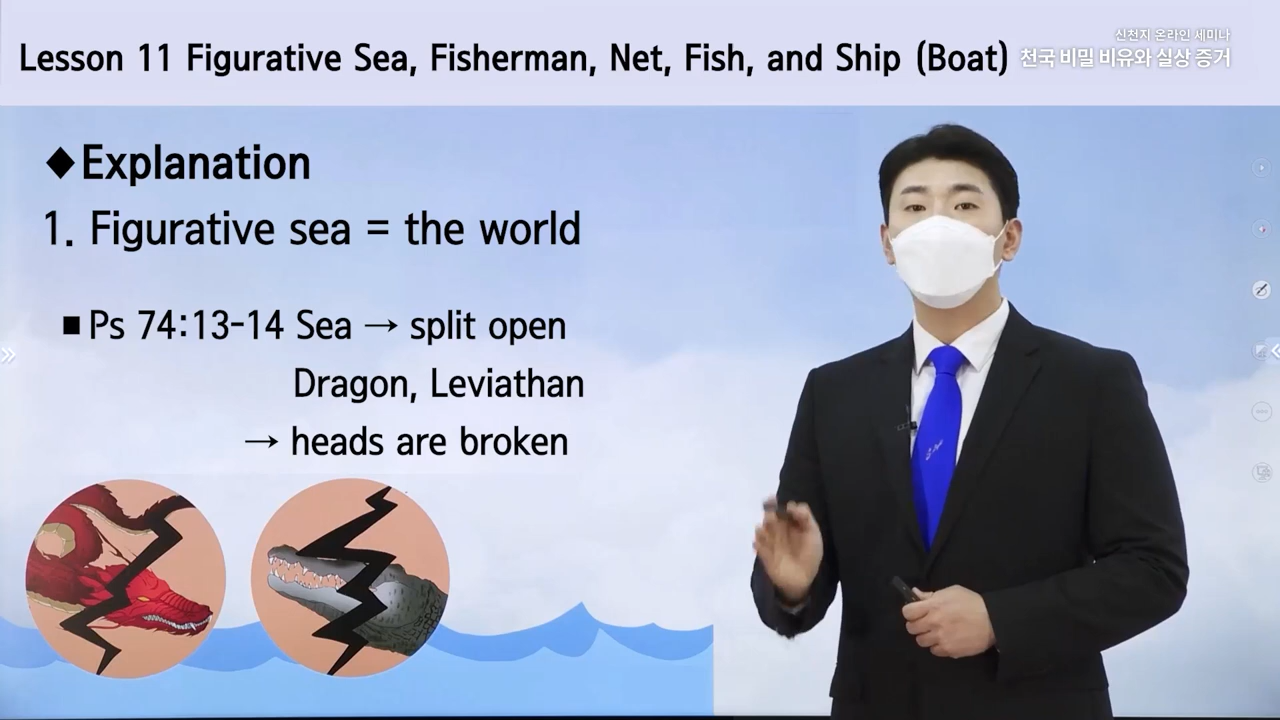 Lesson 11 Figurative Sea, Fisherman, Net, Fish, and Ship (Boat)
신천지 온라인 세미나
천국 비밀 비유와 실상 증거
◆Explanation
1. Figurative sea = the world
■ Ps 74:13-14 Sea → split open
Dragon, Leviathan
→ heads are broken